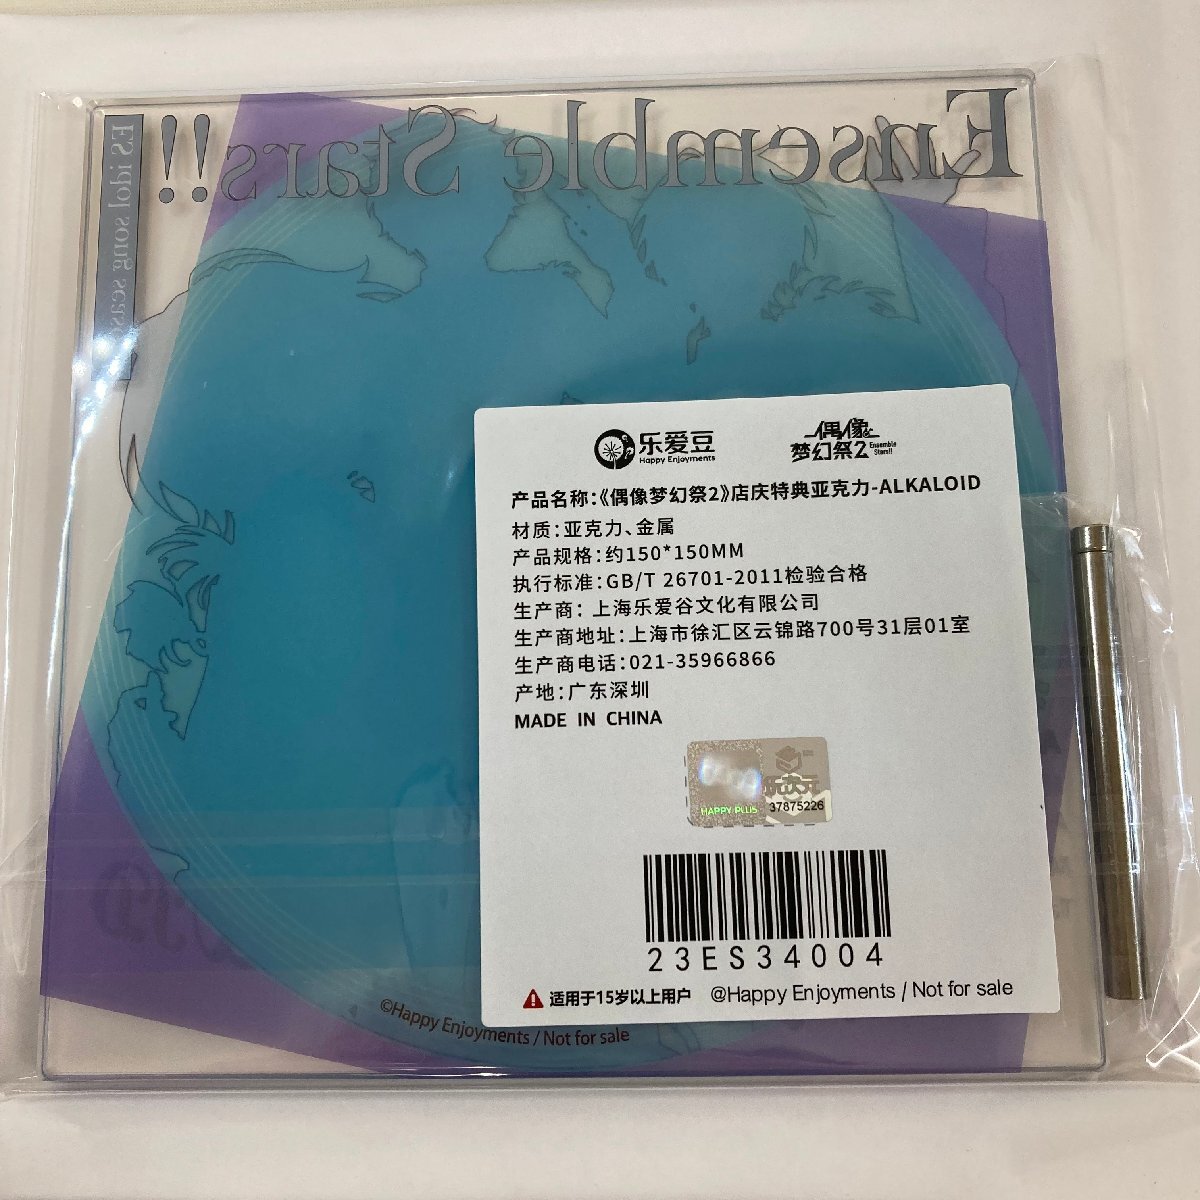 Ensemble Stars!!
ES idol song seas
乐爱豆
Happy Enjoyments
偶像
梦幻祭2
Ensemble
Stars!!
产品名称:《偶像梦幻祭2》店庆特典亚克力-ALKALOID
材质:亚克力、金属
产品规格:约150*150MM
执行标准:GB/T 26701-2011检验合格
生产商: 上海乐爱谷文化有限公司
生产商地址:上海市徐汇区云锦路700号31层01室
生产商电话:021-35966866
产地:广东深圳
MADE IN CHINA
HAPPY PLUS
37875226
23ES34004
适用于15岁以上用户 @Happy Enjoyments / Not for sale
©Happy Enjoyments / Not for sale